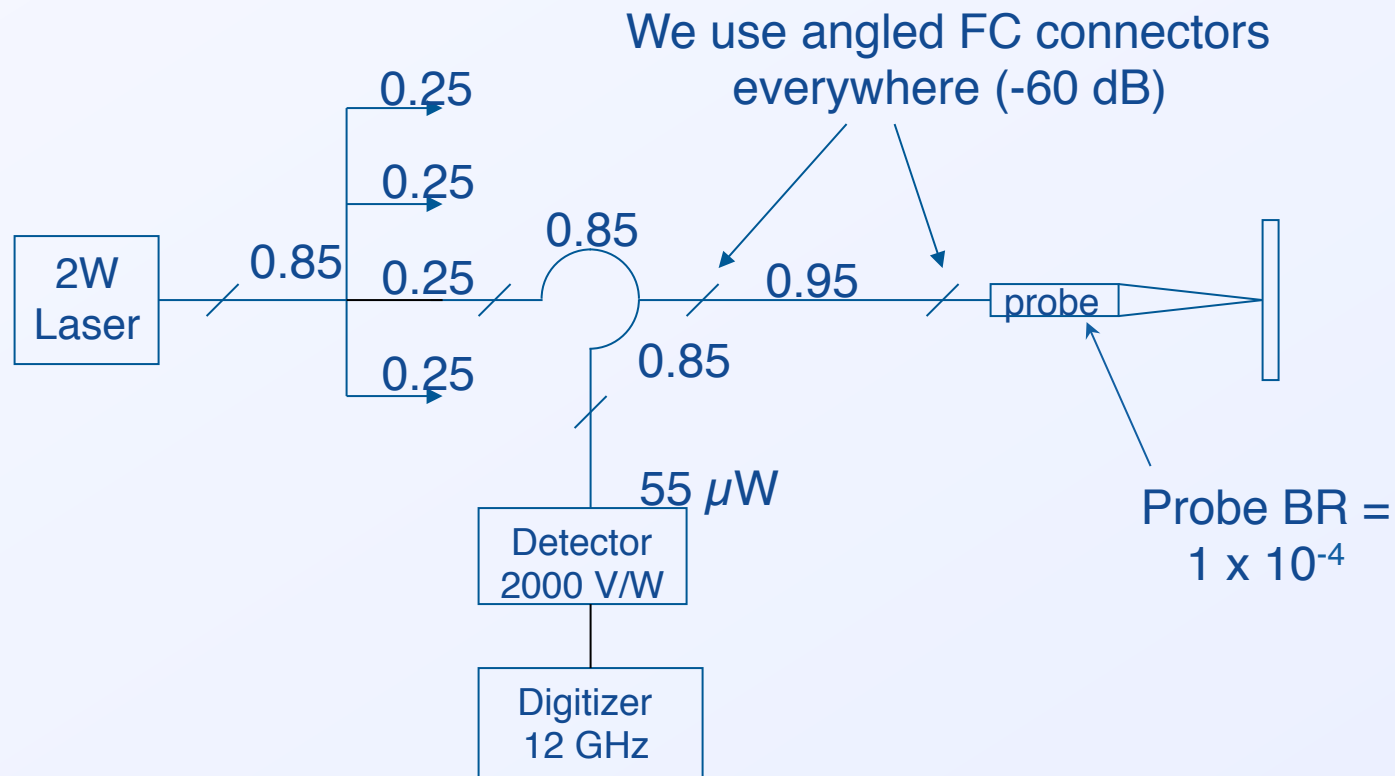 We use angled FC connectors
everywhere (-60 dB)
0.25
0.25
0.85
0.85
0.25
0.95
2W
Laser
probe
0.85
0.25
55 µW
Detector
2000 V/W
Probe BR =
1 x 10⁻⁴
Digitizer
12 GHz